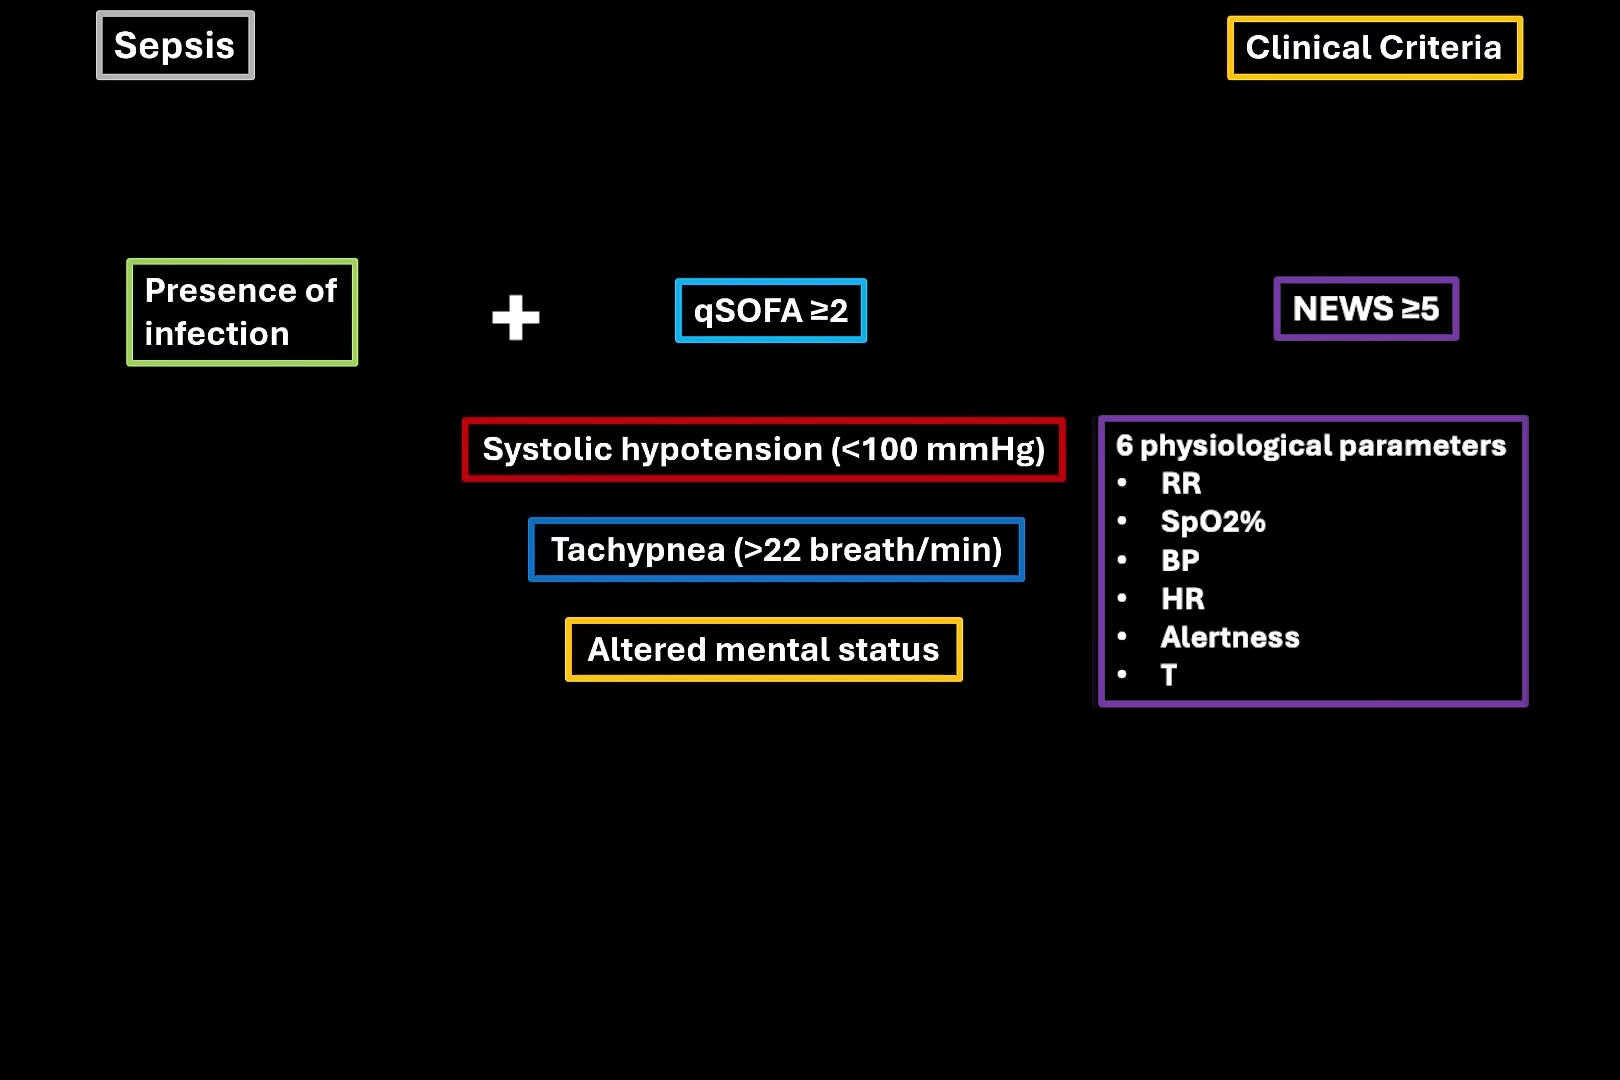 Sepsis
Clinical Criteria
Presence of
infection
+
qSOFA ≥2
NEWS ≥5
Systolic hypotension (<100 mmHg)
Tachypnea (>22 breath/min)
Altered mental status
6 physiological parameters
• RR
• SpO2%
• BP
• HR
• Alertness
• T